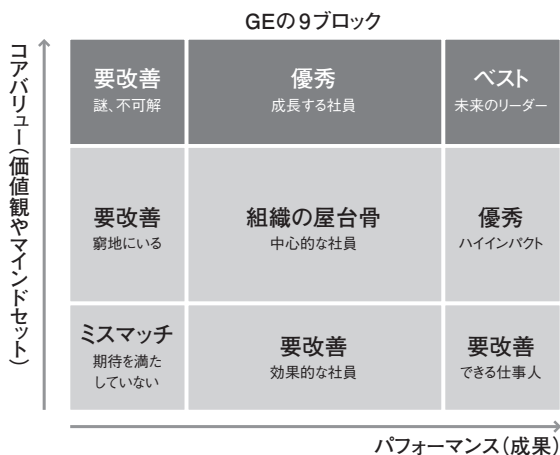 GEの9ブロック
コアバリュー(価値観やマインドセット)
要改善
謎、不可解
優秀
成長する社員
ベスト
未来のリーダー
要改善
窮地にいる
組織の屋台骨
中心的な社員
優秀
ハイインパクト
ミスマッチ
期待を満た
していない
要改善
効果的な社員
要改善
できる仕事人
パフォーマンス(成果)